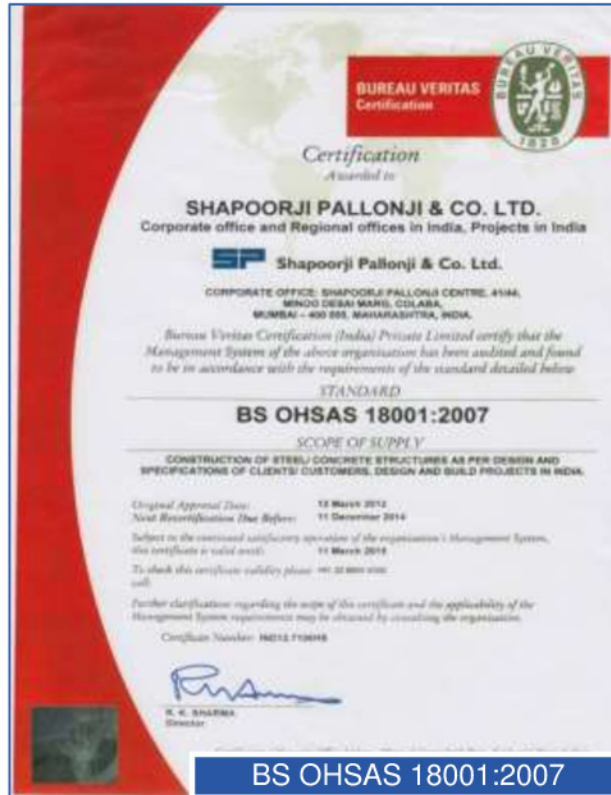 BUREAU VERITAS
Certification
BUREAU VERITAS
1828
Certification
Awarded to
SHAPOORJI PALLONJI & CO. LTD.
Corporate office and Regional offices in India, Projects in India
SP Shapoorji Pallonji & Co. Ltd.
CORPORATE OFFICE: SHAPOORJI PALLONJI CENTRE, 41/44,
MINOO DESAI MARG, COLABA,
MUMBAI – 400 005, MAHARASHTRA, INDIA.
Bureau Veritas Certification (India) Private Limited certify that the
Management System of the above organisation has been audited and found
to be in accordance with the requirements of the standard detailed below
STANDARD
BS OHSAS 18001:2007
SCOPE OF SUPPLY
CONSTRUCTION OF STEEL/ CONCRETE STRUCTURES AS PER DESIGN AND
SPECIFICATIONS OF CLIENTS/ CUSTOMERS, DESIGN AND BUILD PROJECTS IN INDIA.
Original Approval Date: 12 March 2012
Next Recertification Due Before: 11 December 2014
Subject to the continued satisfactory operation of the organisation's Management System,
this certificate is valid until: 11 March 2015
To check this certificate validity please
call:
Further clarifications regarding the scope of this certificate and the applicability of the
Management System requirements may be obtained by consulting the organisation.
Certificate Number:
R. K. SHARMA
Director
BS OHSAS 18001:2007